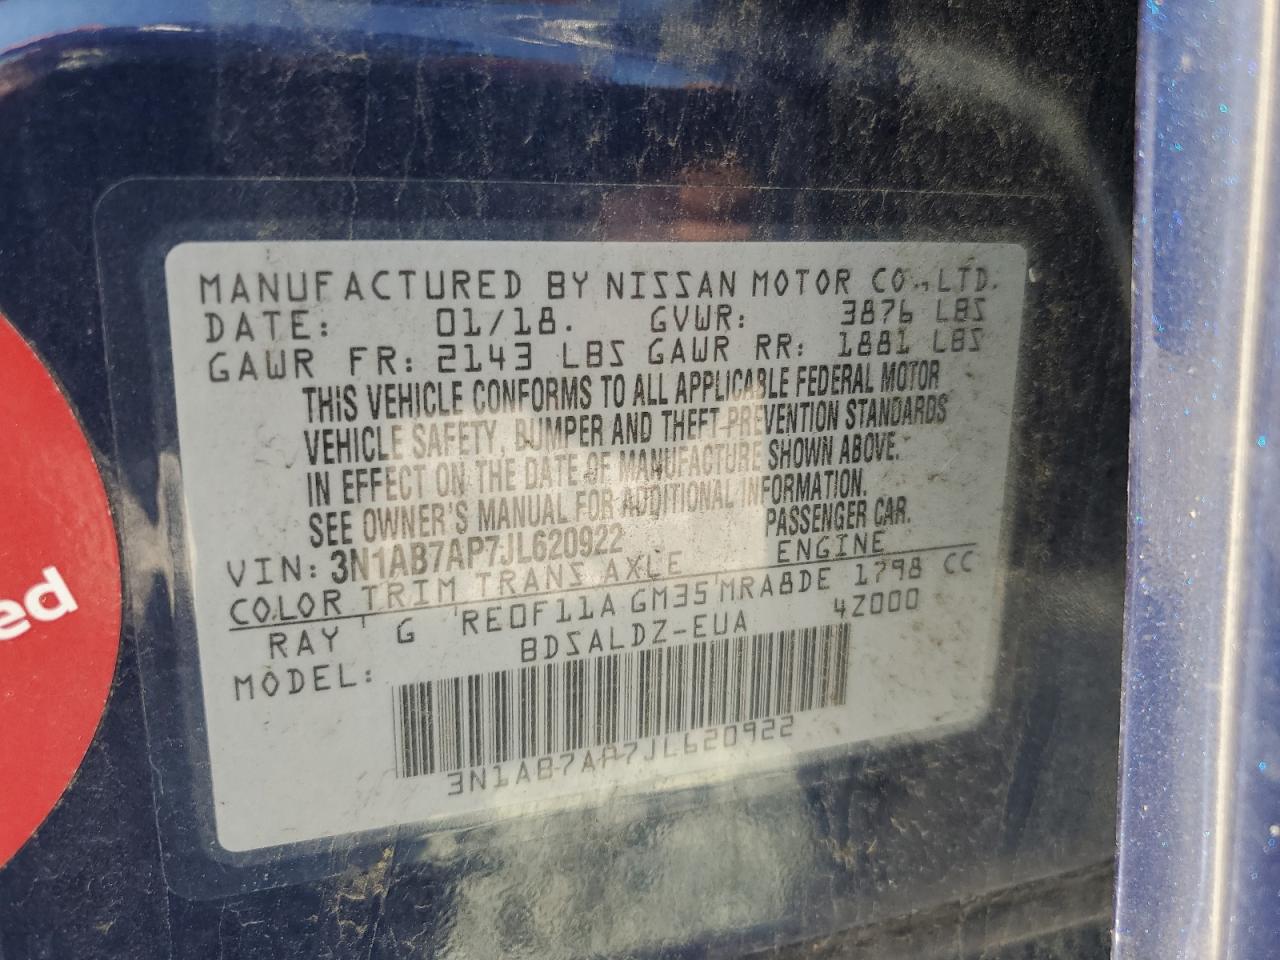 MANUFACTURED BY NISSAN MOTOR CO., LTD.
DATE: 01/18. GVWR: 3876 LBS
GAWR FR: 2143 LBS GAWR RR: 1881 LBS
THIS VEHICLE CONFORMS TO ALL APPLICABLE FEDERAL MOTOR
VEHICLE SAFETY, BUMPER AND THEFT PREVENTION STANDARDS
IN EFFECT ON THE DATE OF MANUFACTURE SHOWN ABOVE.
SEE OWNER'S MANUAL FOR ADDITIONAL INFORMATION.
VIN: 3N1AB7AP7JL620922 PASSENGER CAR.
COLOR TRIM TRANS AXLE ENGINE
RAY G RE0F11A GM35 MRA8DE 1798 CC
MODEL: BDSALDZ-EUA 4Z000
3N1AB7AP7JL620922
ed